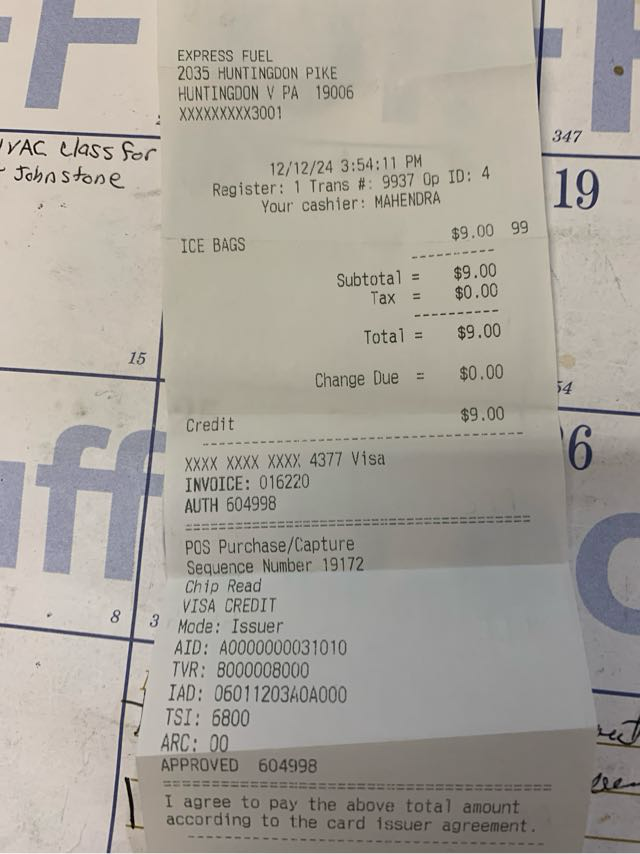 EXPRESS FUEL
2035 HUNTINGDON PIKE
HUNTINGDON V PA 19006
XXXXXXXXX3001
12/12/24 3:54:11 PM
Register: 1 Trans #: 9937 Op ID: 4
Your cashier: MAHENDRA
ICE BAGS $9.00 99
----------
Subtotal = $9.00
Tax = $0.00
----------
Total = $9.00
Change Due = $0.00
Credit $9.00
XXXX XXXX XXXX 4377 Visa
INVOICE: 016220
AUTH 604998
POS Purchase/Capture
Sequence Number 19172
Chip Read
VISA CREDIT
Mode: Issuer
AID: A0000000031010
TVR: 8000008000
IAD: 0601120340A000
TSI: 6800
ARC: 00
APPROVED 604998
I agree to pay the above total amount
according to the card issuer agreement.
HVAC class for
Johnstone
347
19
15
54
8
3